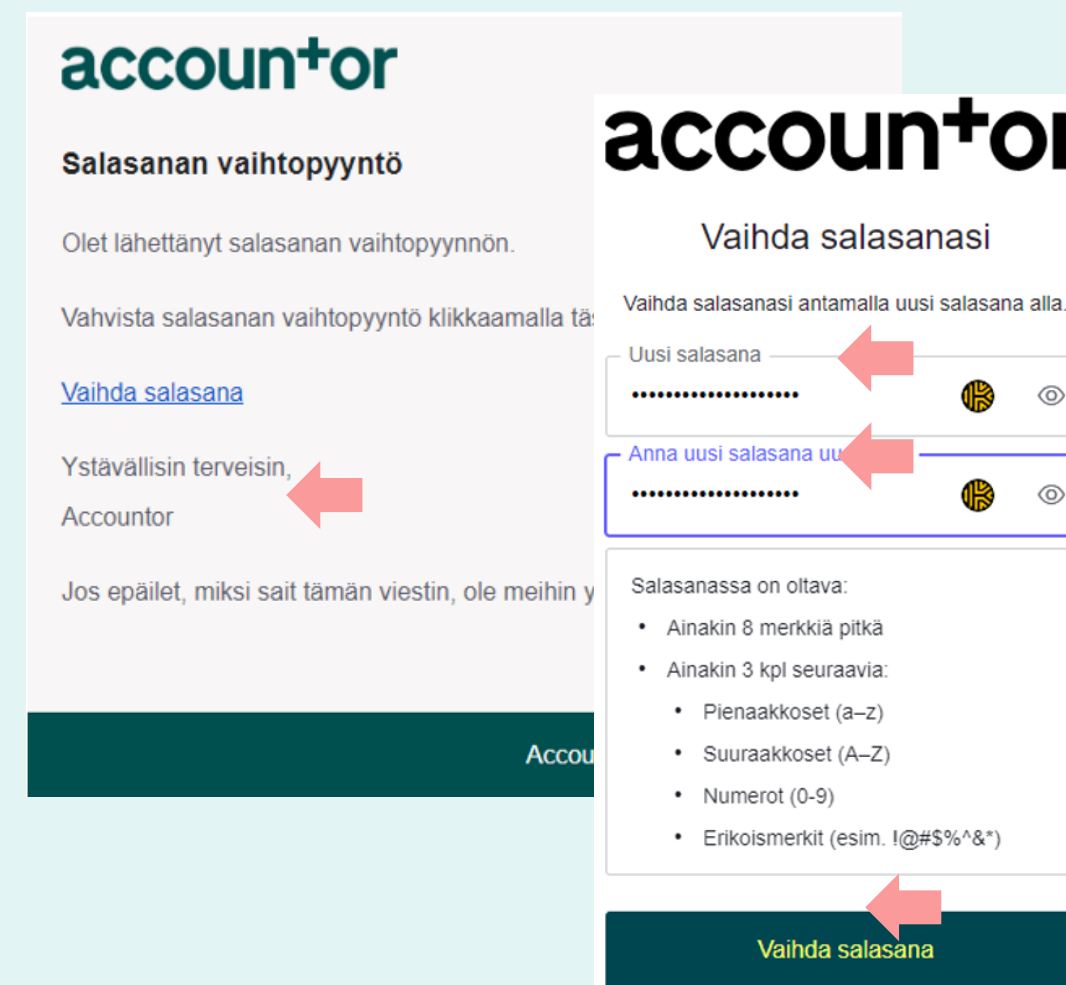 accountor
Salasanan vaihtopyyntö
Olet lähettänyt salasanan vaihtopyynnön.
Vahvista salasanan vaihtopyyntö klikkaamalla
Vaihda salasana
Ystävällisin terveisin,
Accountor
Jos epäilet, miksi sait tämän viestin, ole meihin
accountor
Vaihda salasanasi
Vaihda salasanasi antamalla uusi salasana alla.
Uusi salasana
••••••••••••••••••••
Anna uusi salasana
••••••••••••••••••••
Salasanassa on oltava:
• Ainakin 8 merkkiä pitkä
• Ainakin 3 kpl seuraavia:
• Pienaakkoset (a–z)
• Suuraakkoset (A–Z)
• Numerot (0-9)
• Erikoismerkit (esim. !@#$%^&*)
Vaihda salasana